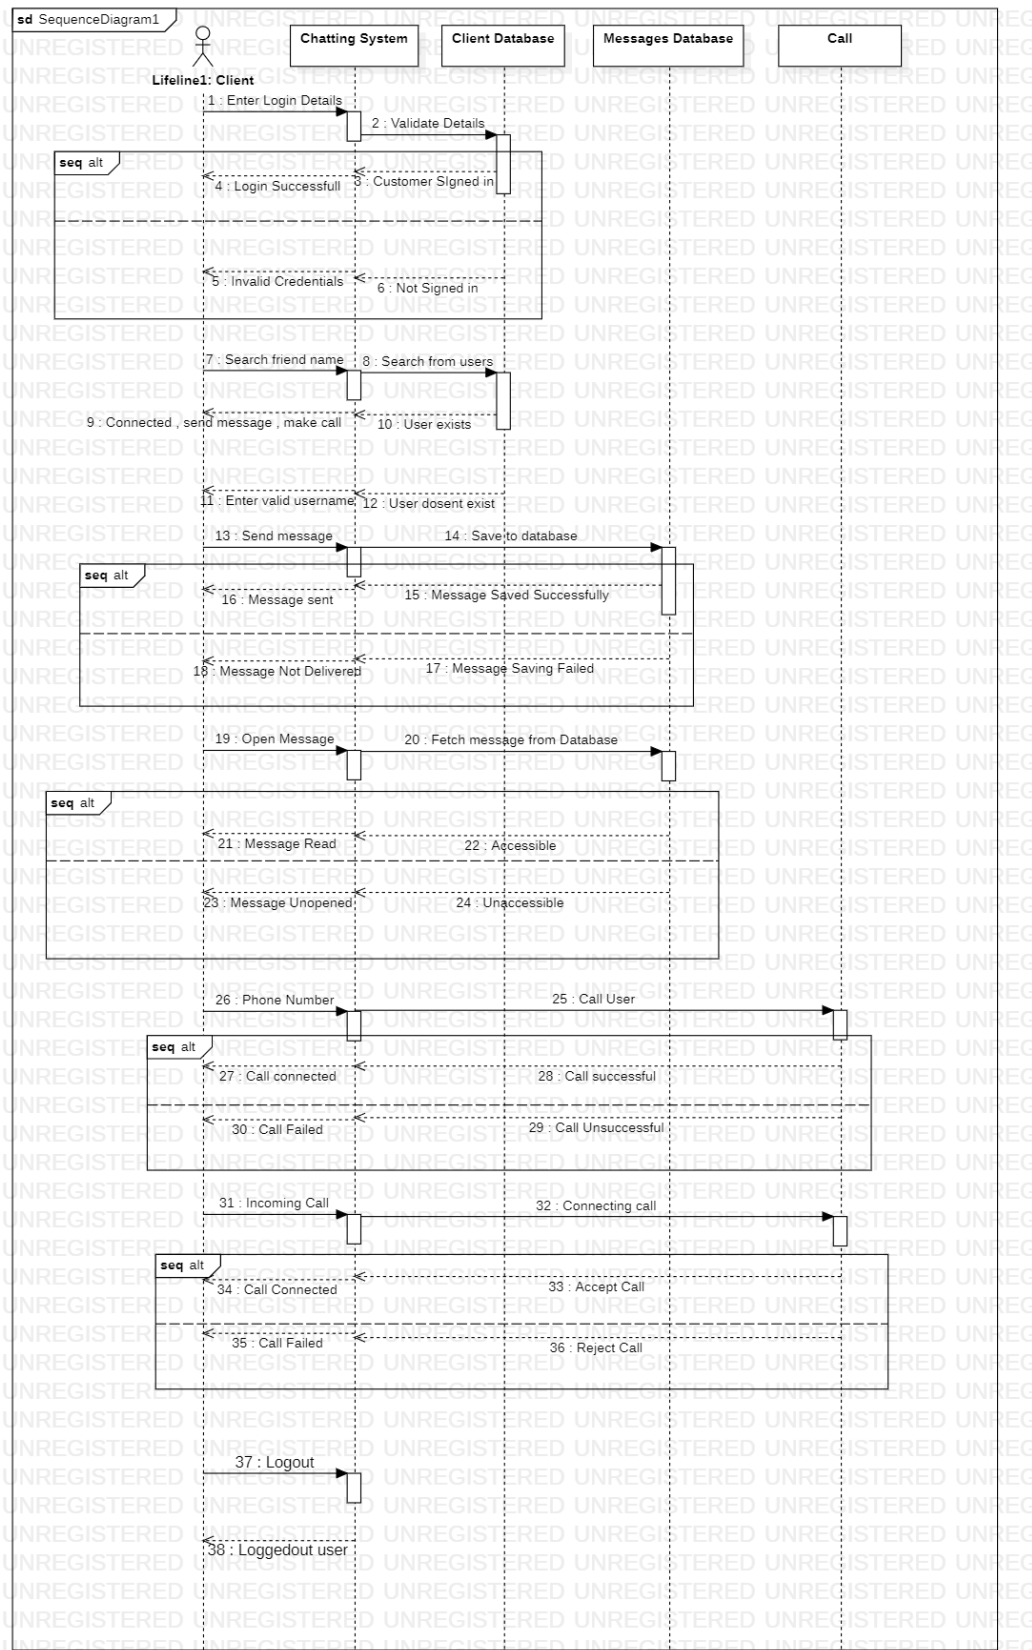 sd SequenceDiagram1
Lifeline1: Client
Chatting System
Client Database
Messages Database
Call
1 : Enter Login Details
2 : Validate Details
seq alt
3 : Customer SIgned in
4 : Login Successfull
5 : Invalid Credentials
6 : Not Signed in
7 : Search friend name
8 : Search from users
9 : Connected , send message , make call
10 : User exists
11 : Enter valid username
12 : User dosent exist
13 : Send message
14 : Save to database
seq alt
15 : Message Saved Successfully
16 : Message sent
17 : Message Saving Failed
18 : Message Not Delivered
19 : Open Message
20 : Fetch message from Database
seq alt
21 : Message Read
22 : Accessible
23 : Message Unopened
24 : Unaccessible
26 : Phone Number
25 : Call User
seq alt
27 : Call connected
28 : Call successful
30 : Call Failed
29 : Call Unsuccessful
31 : Incoming Call
32 : Connecting call
seq alt
34 : Call Connected
33 : Accept Call
35 : Call Failed
36 : Reject Call
37 : Logout
38 : Loggedout user
UNREGISTERED